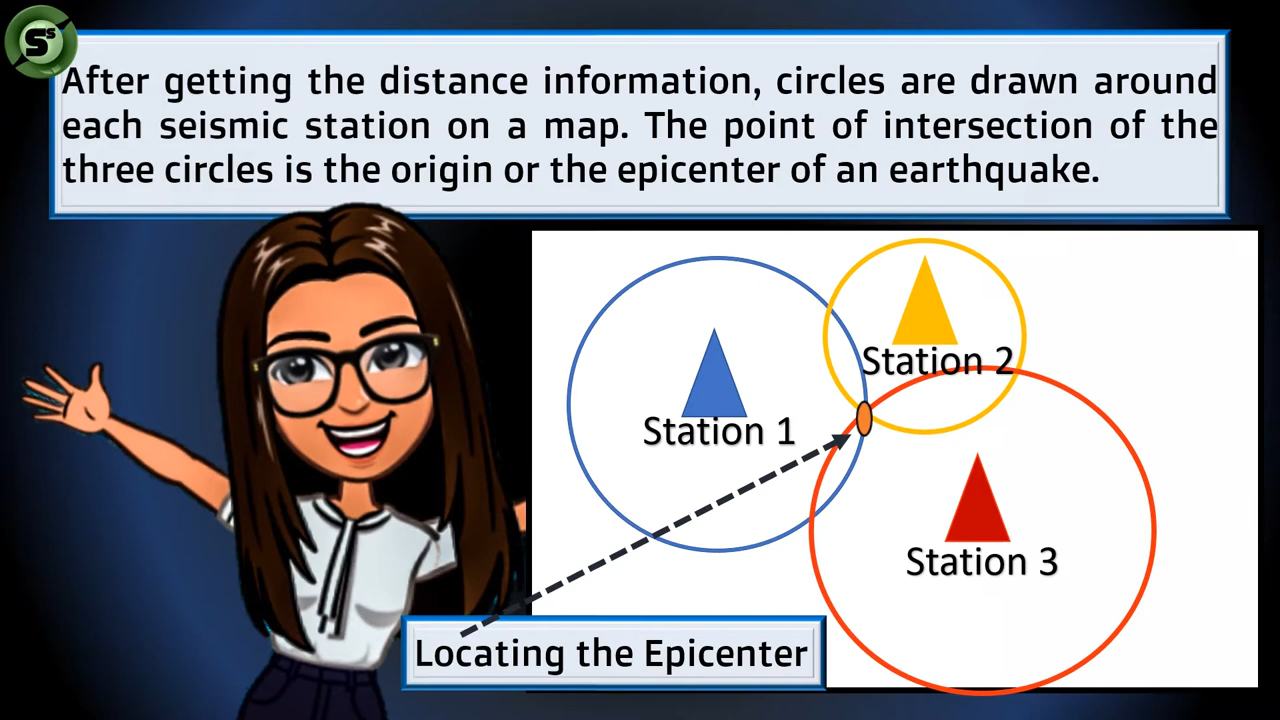 Ss
After getting the distance information, circles are drawn around
each seismic station on a map. The point of intersection of the
three circles is the origin or the epicenter of an earthquake.
Station 2
Station 1
Station 3
Locating the Epicenter